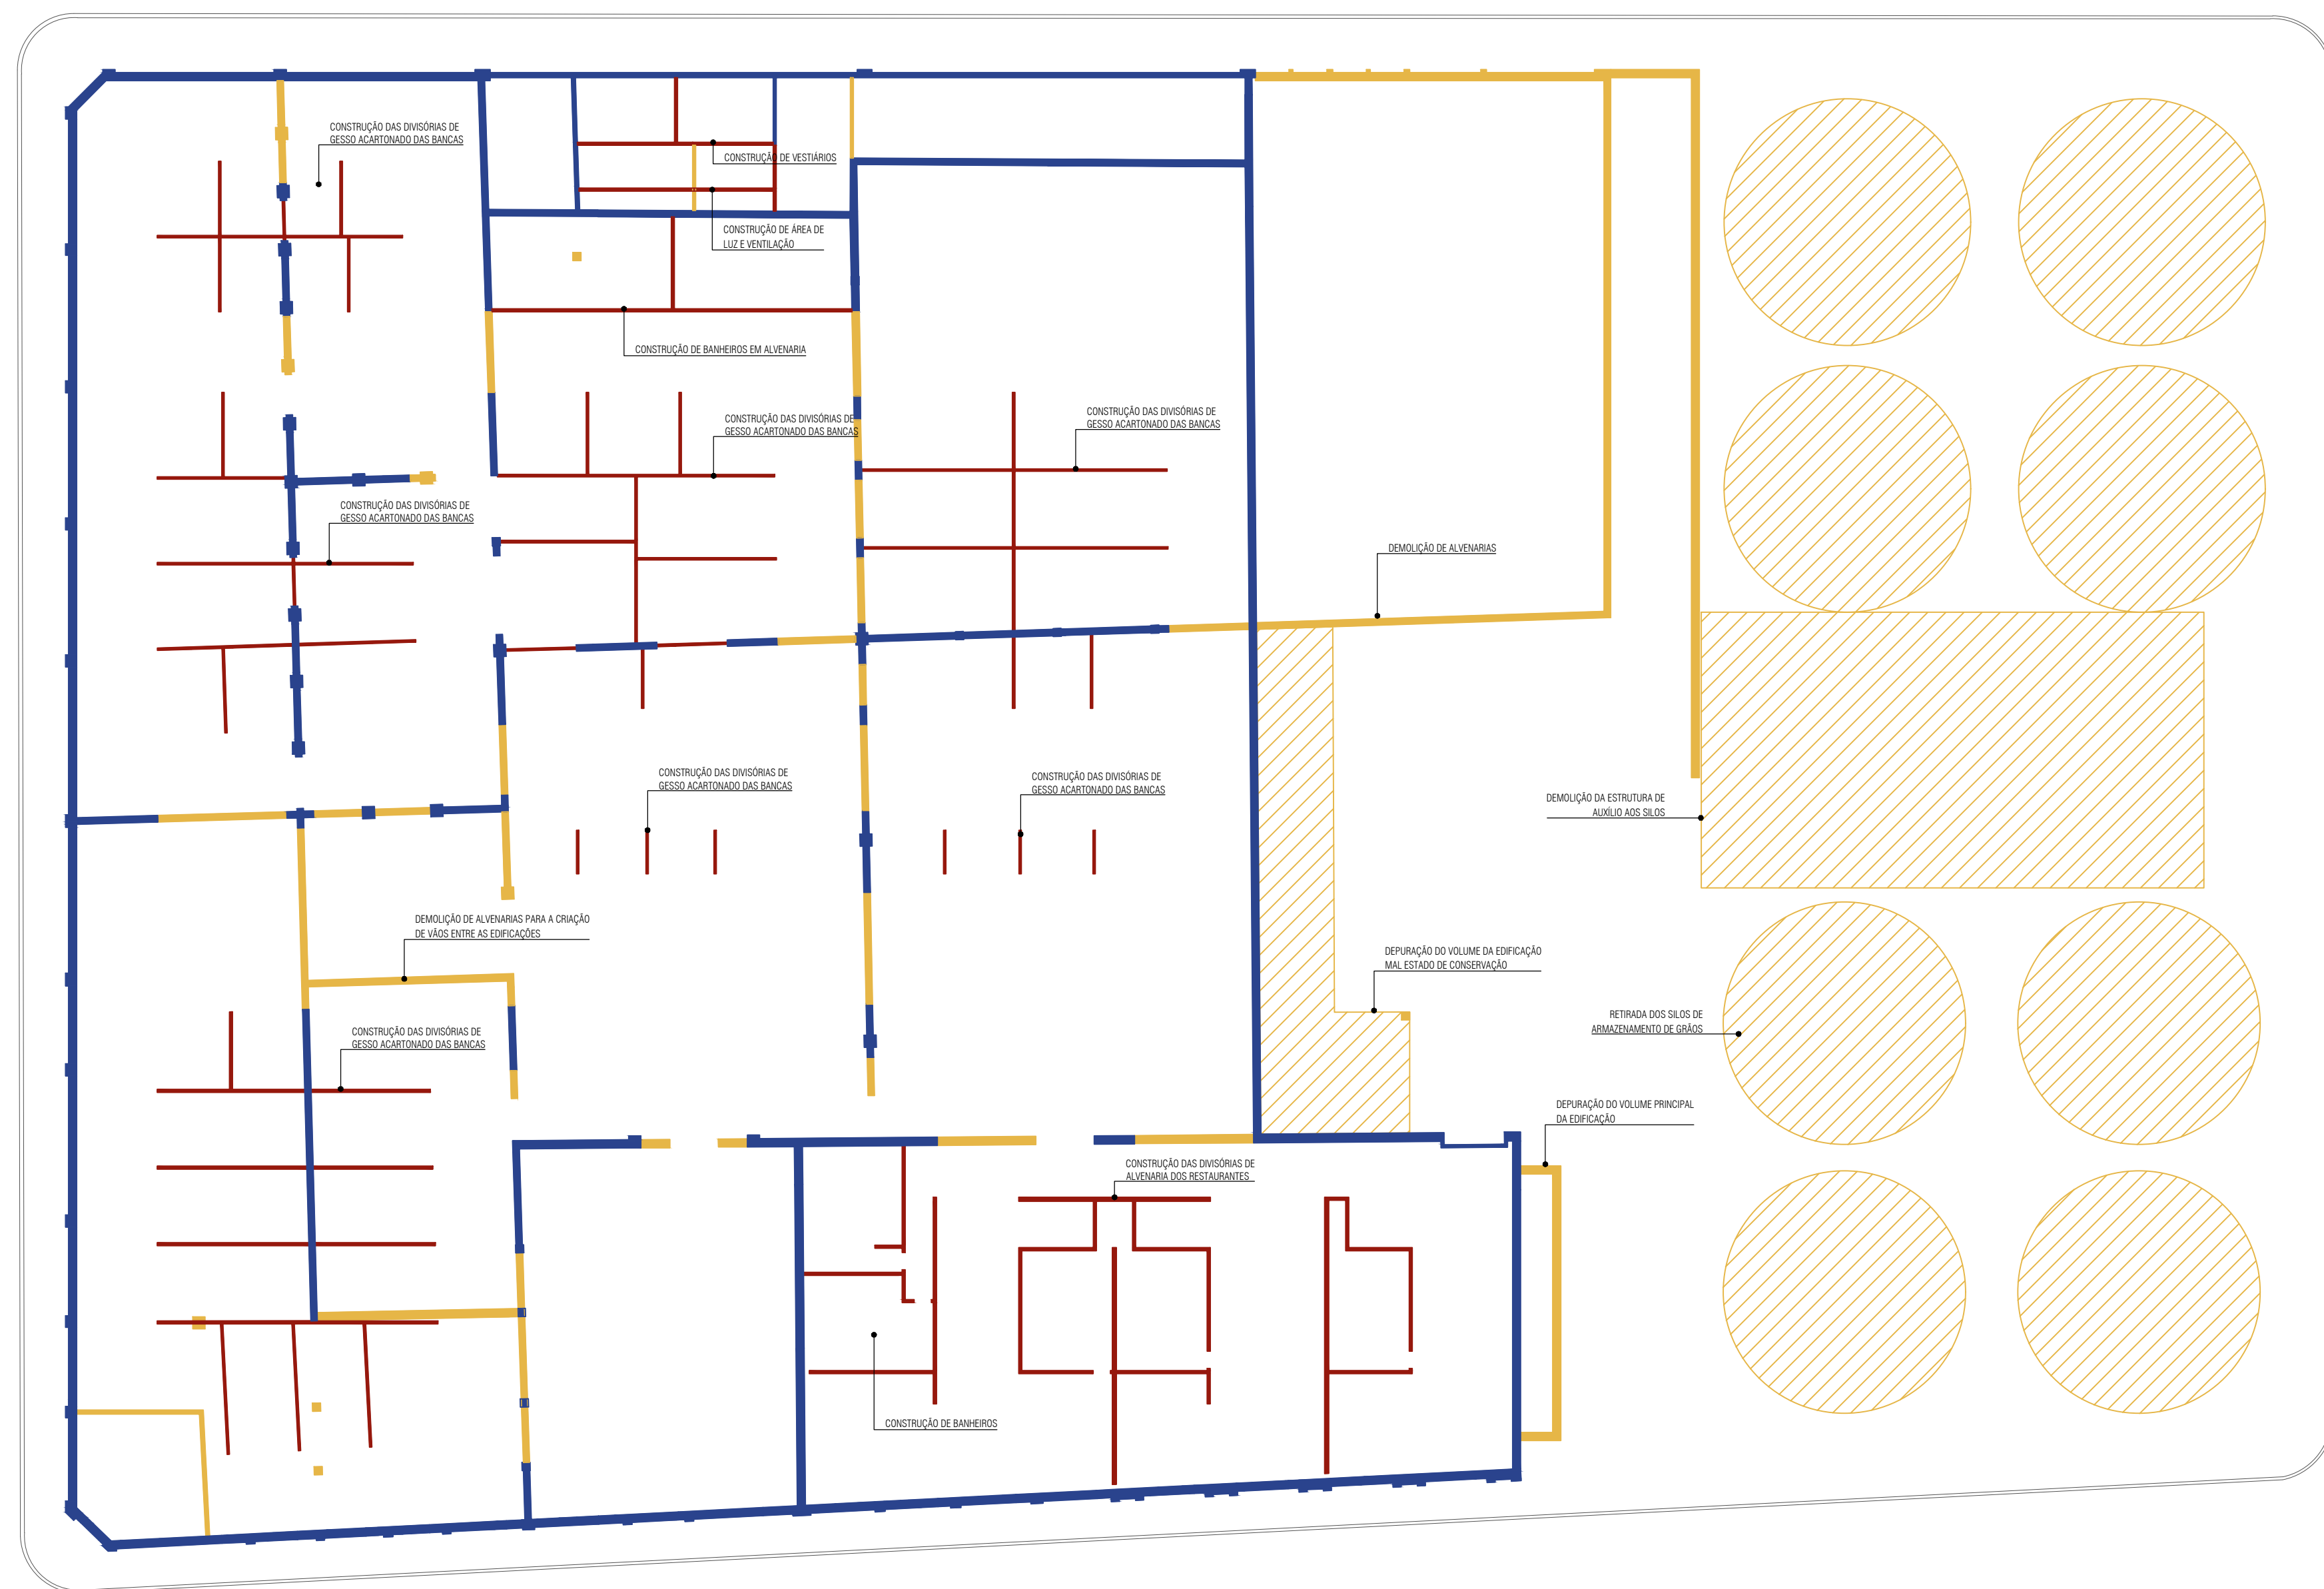 CONSTRUÇÃO DAS DIVISÓRIAS DE
GESSO ACARTONADO DAS BANCAS
CONSTRUÇÃO DE VESTIÁRIOS
CONSTRUÇÃO DE ÁREA DE
LUZ E VENTILAÇÃO
CONSTRUÇÃO DE BANHEIROS EM ALVENARIA
CONSTRUÇÃO DAS DIVISÓRIAS DE
GESSO ACARTONADO DAS BANCAS
CONSTRUÇÃO DAS DIVISÓRIAS DE
GESSO ACARTONADO DAS BANCAS
CONSTRUÇÃO DAS DIVISÓRIAS DE
GESSO ACARTONADO DAS BANCAS
DEMOLIÇÃO DE ALVENARIAS
CONSTRUÇÃO DAS DIVISÓRIAS DE
GESSO ACARTONADO DAS BANCAS
CONSTRUÇÃO DAS DIVISÓRIAS DE
GESSO ACARTONADO DAS BANCAS
DEMOLIÇÃO DA ESTRUTURA DE
AUXÍLIO AOS SILOS
DEMOLIÇÃO DE ALVENARIAS PARA A CRIAÇÃO
DE VÃOS ENTRE AS EDIFICAÇÕES
DEPURAÇÃO DO VOLUME DA EDIFICAÇÃO
MAL ESTADO DE CONSERVAÇÃO
RETIRADA DOS SILOS DE
ARMAZENAMENTO DE GRÃOS
CONSTRUÇÃO DAS DIVISÓRIAS DE
GESSO ACARTONADO DAS BANCAS
DEPURAÇÃO DO VOLUME PRINCIPAL
DA EDIFICAÇÃO
CONSTRUÇÃO DAS DIVISÓRIAS DE
ALVENARIA DOS RESTAURANTES
CONSTRUÇÃO DE BANHEIROS